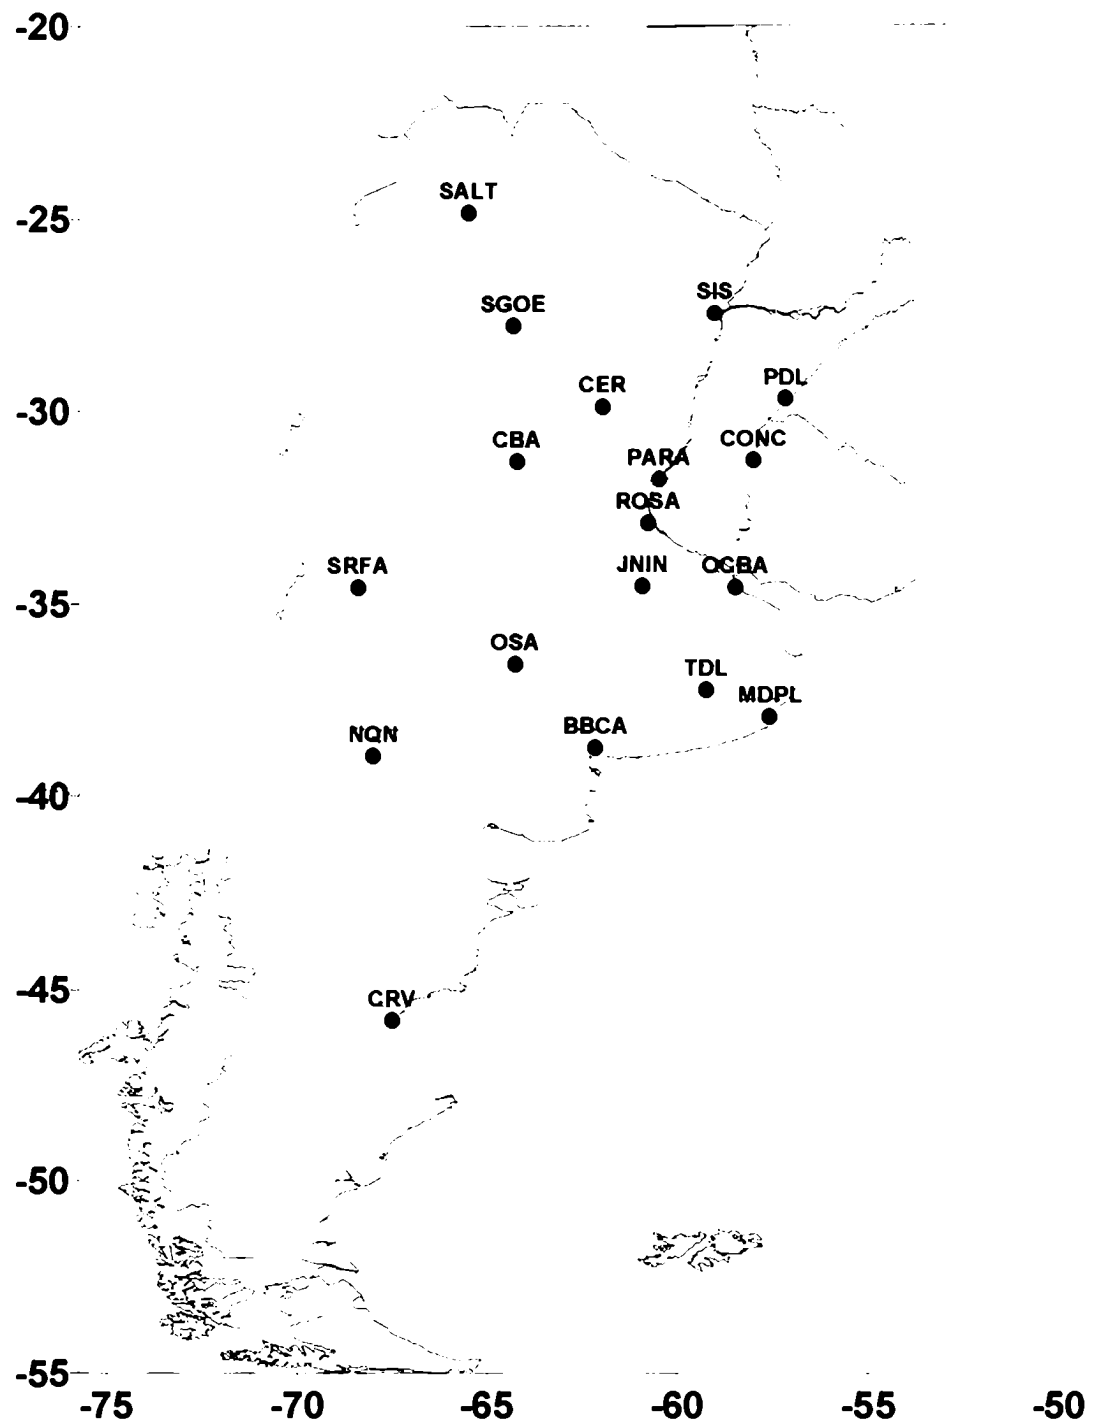 -20
SALT
-25
SIS
SGOE
PDL
CER
-30
CONC
CBA
PARA
ROSA
SRFA
JNIN
OCBA
-35
OSA
TDL
MDPL
BBCA
NQN
-40
-45
CRV
-50
-55
-75 -70 -65 -60 -55 -50